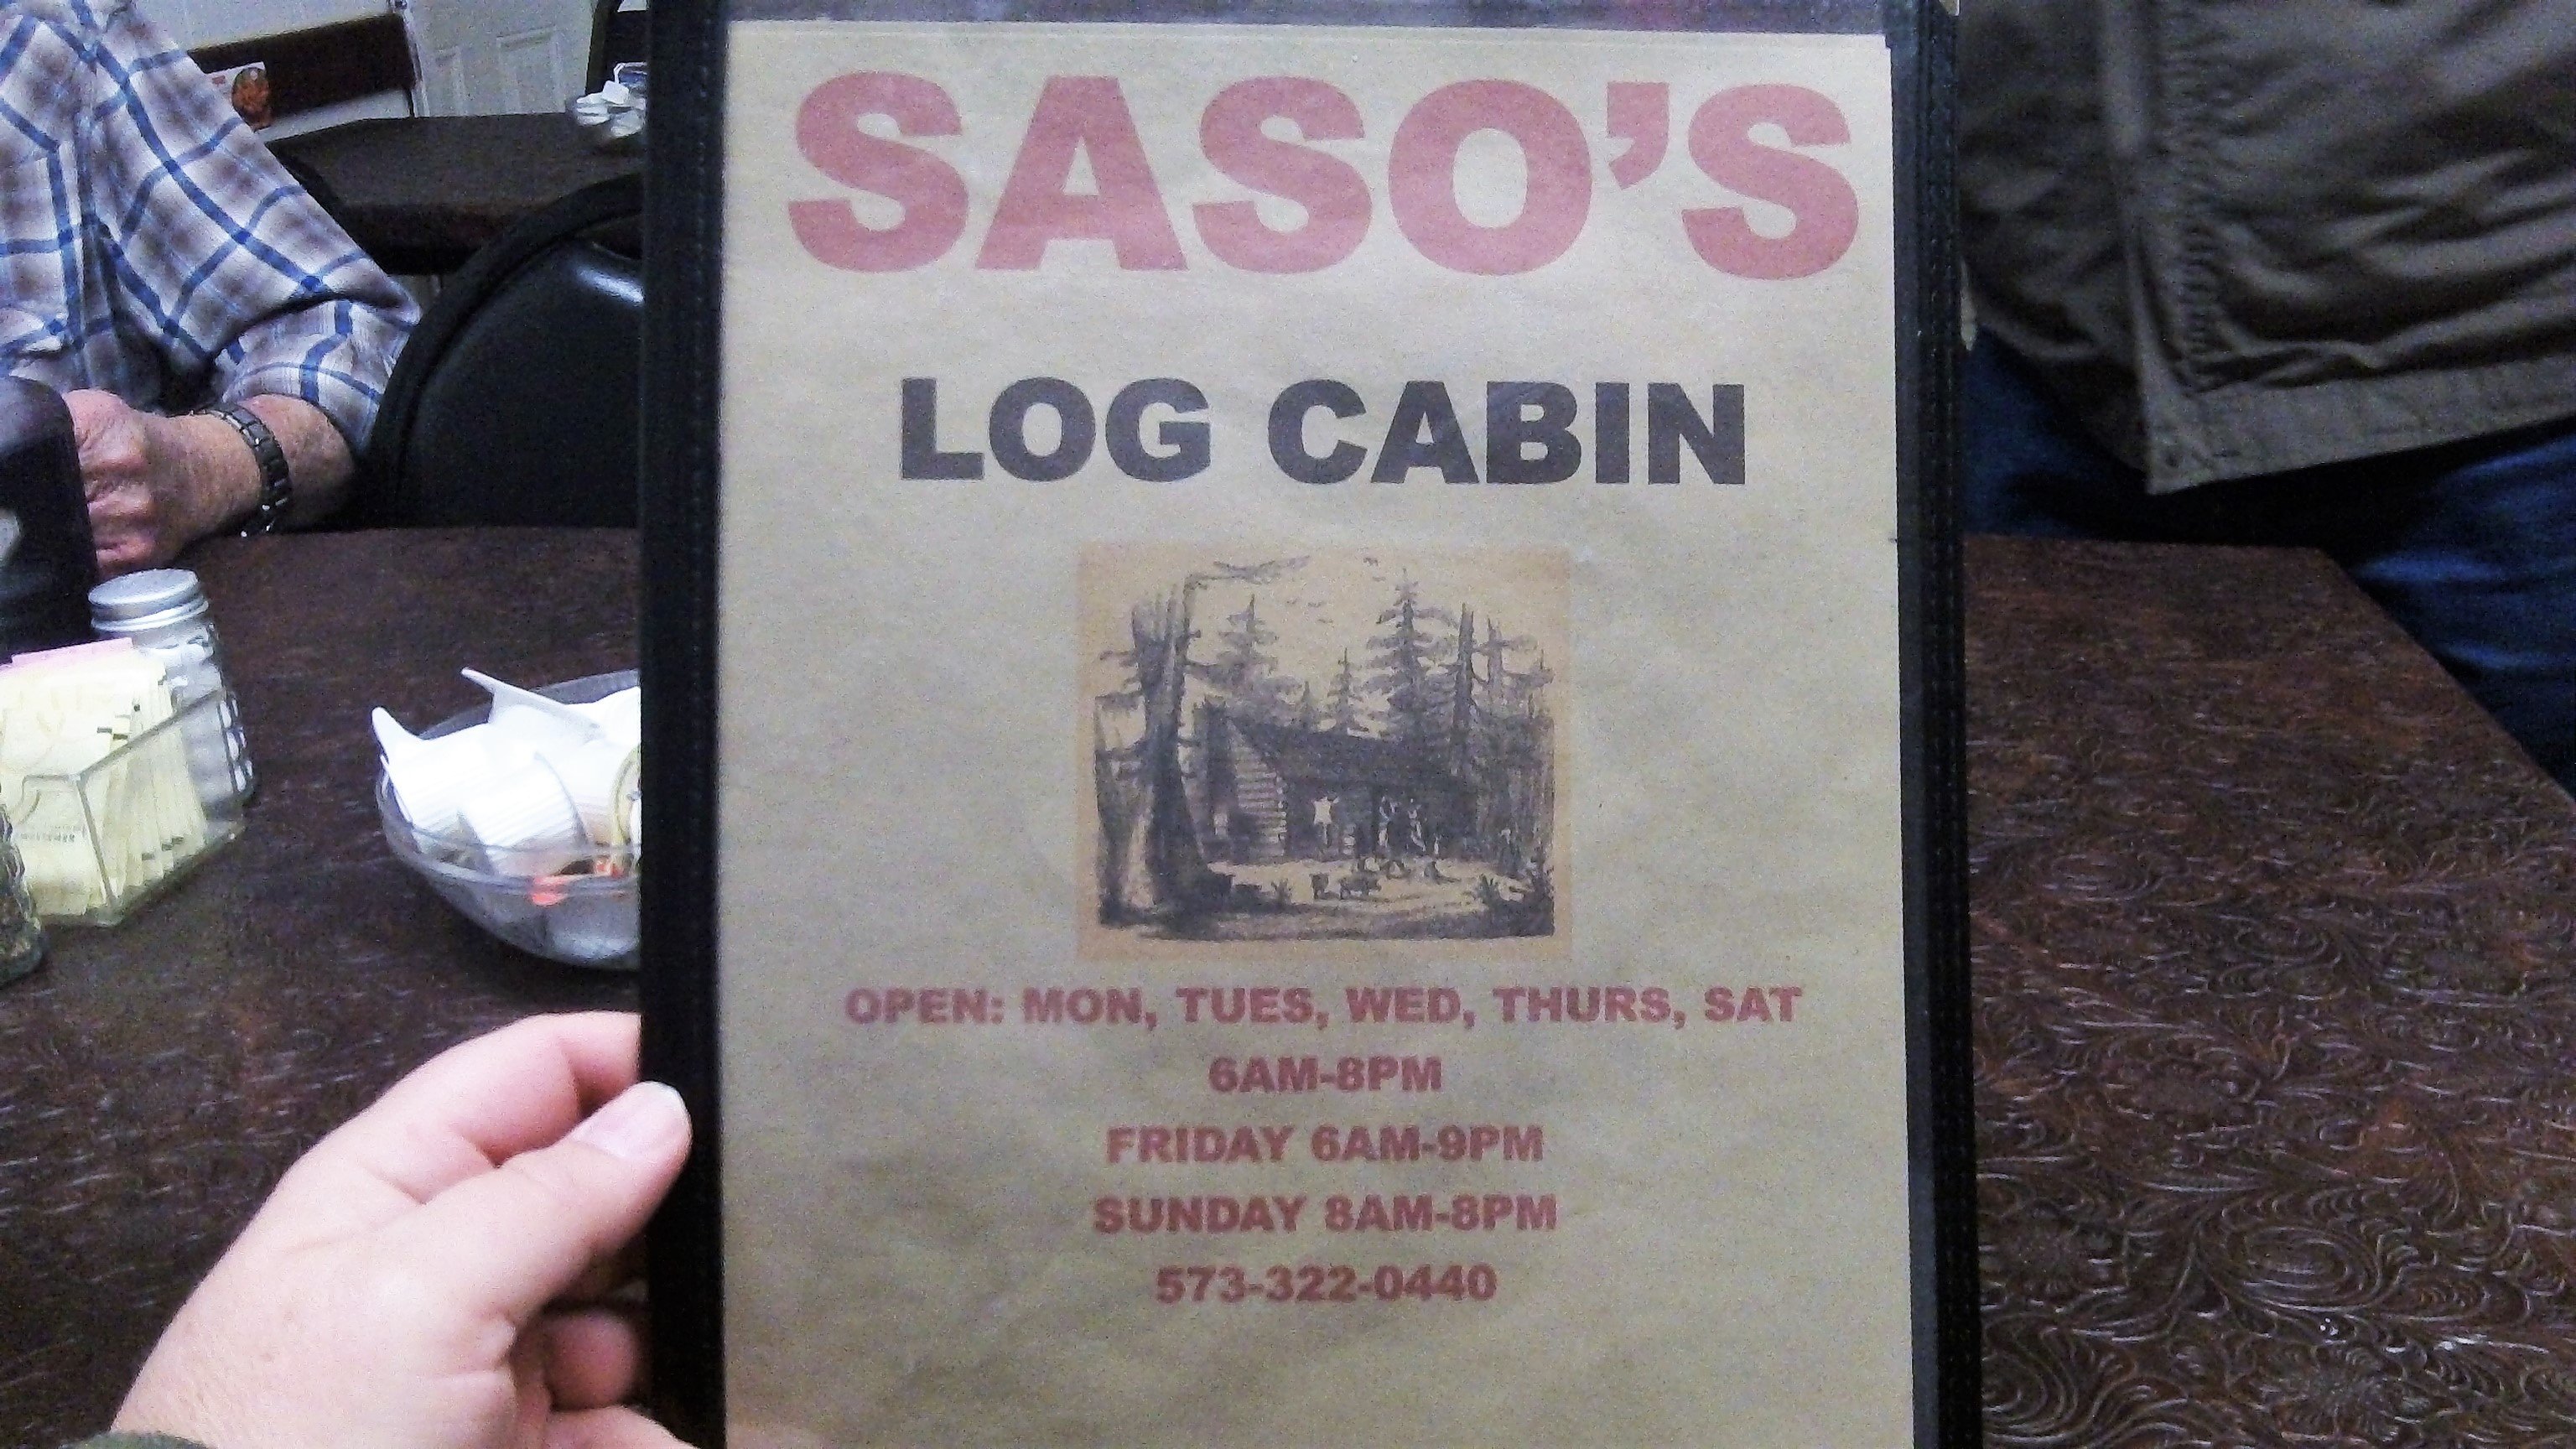 SASO'S
LOG CABIN
OPEN: MON, TUES, WED, THURS, SAT
6AM-8PM
FRIDAY 6AM-9PM
SUNDAY 8AM-8PM
573-322-0440